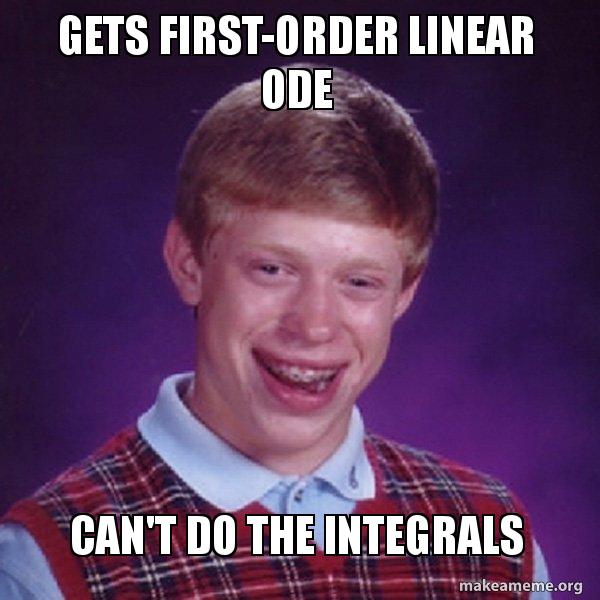 GETS FIRST-ORDER LINEAR
ODE
CAN'T DO THE INTEGRALS
makeameme.org